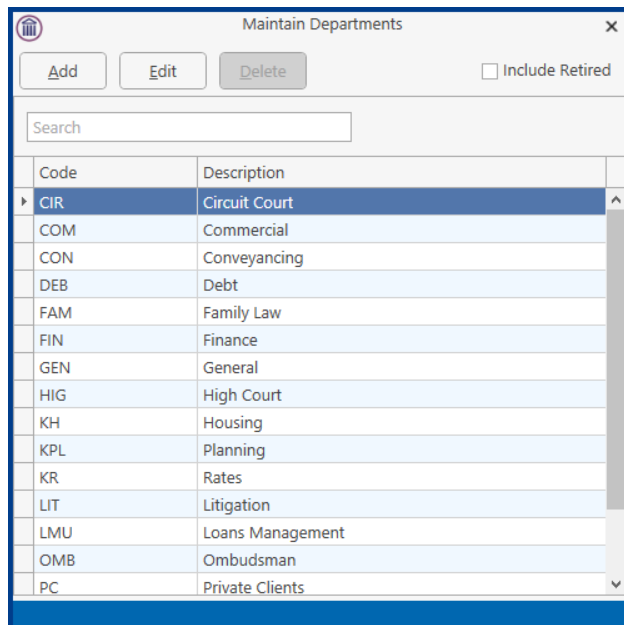 Maintain Departments
Add Edit Delete Include Retired
Search
Code Description
CIR Circuit Court
COM Commercial
CON Conveyancing
DEB Debt
FAM Family Law
FIN Finance
GEN General
HIG High Court
KH Housing
KPL Planning
KR Rates
LIT Litigation
LMU Loans Management
OMB Ombudsman
PC Private Clients